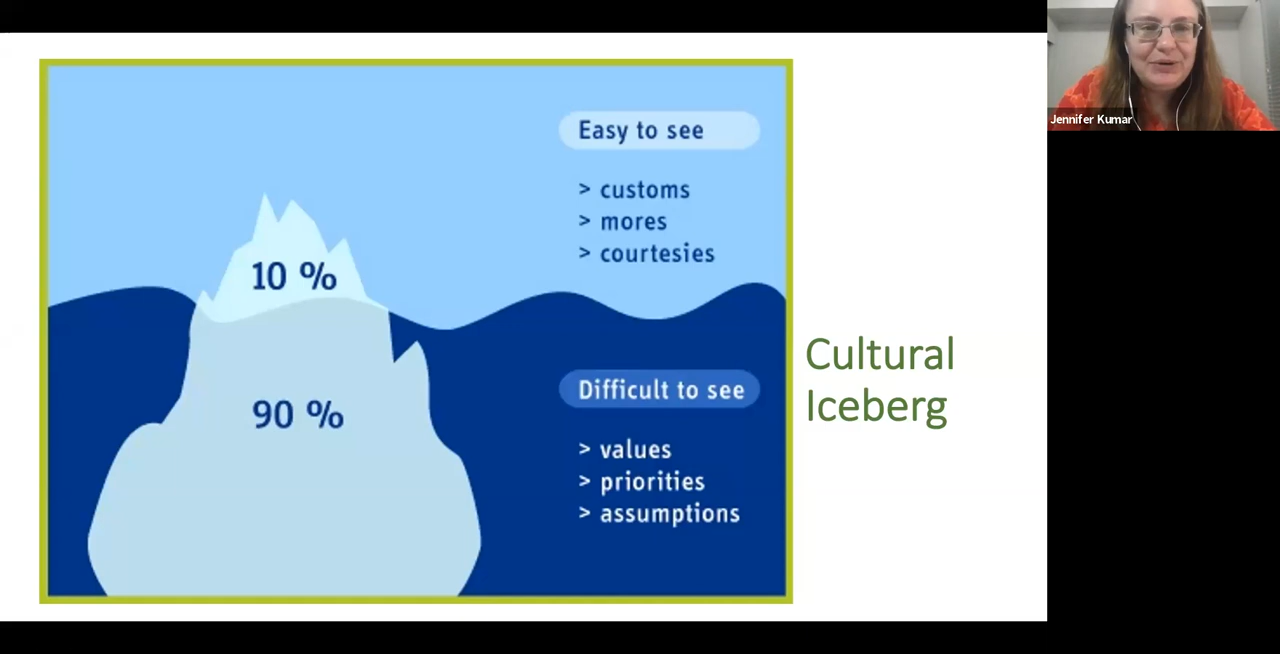 Jennifer Kumar
Easy to see
> customs
> mores
> courtesies
10 %
90 %
Difficult to see
> values
> priorities
> assumptions
Cultural
Iceberg